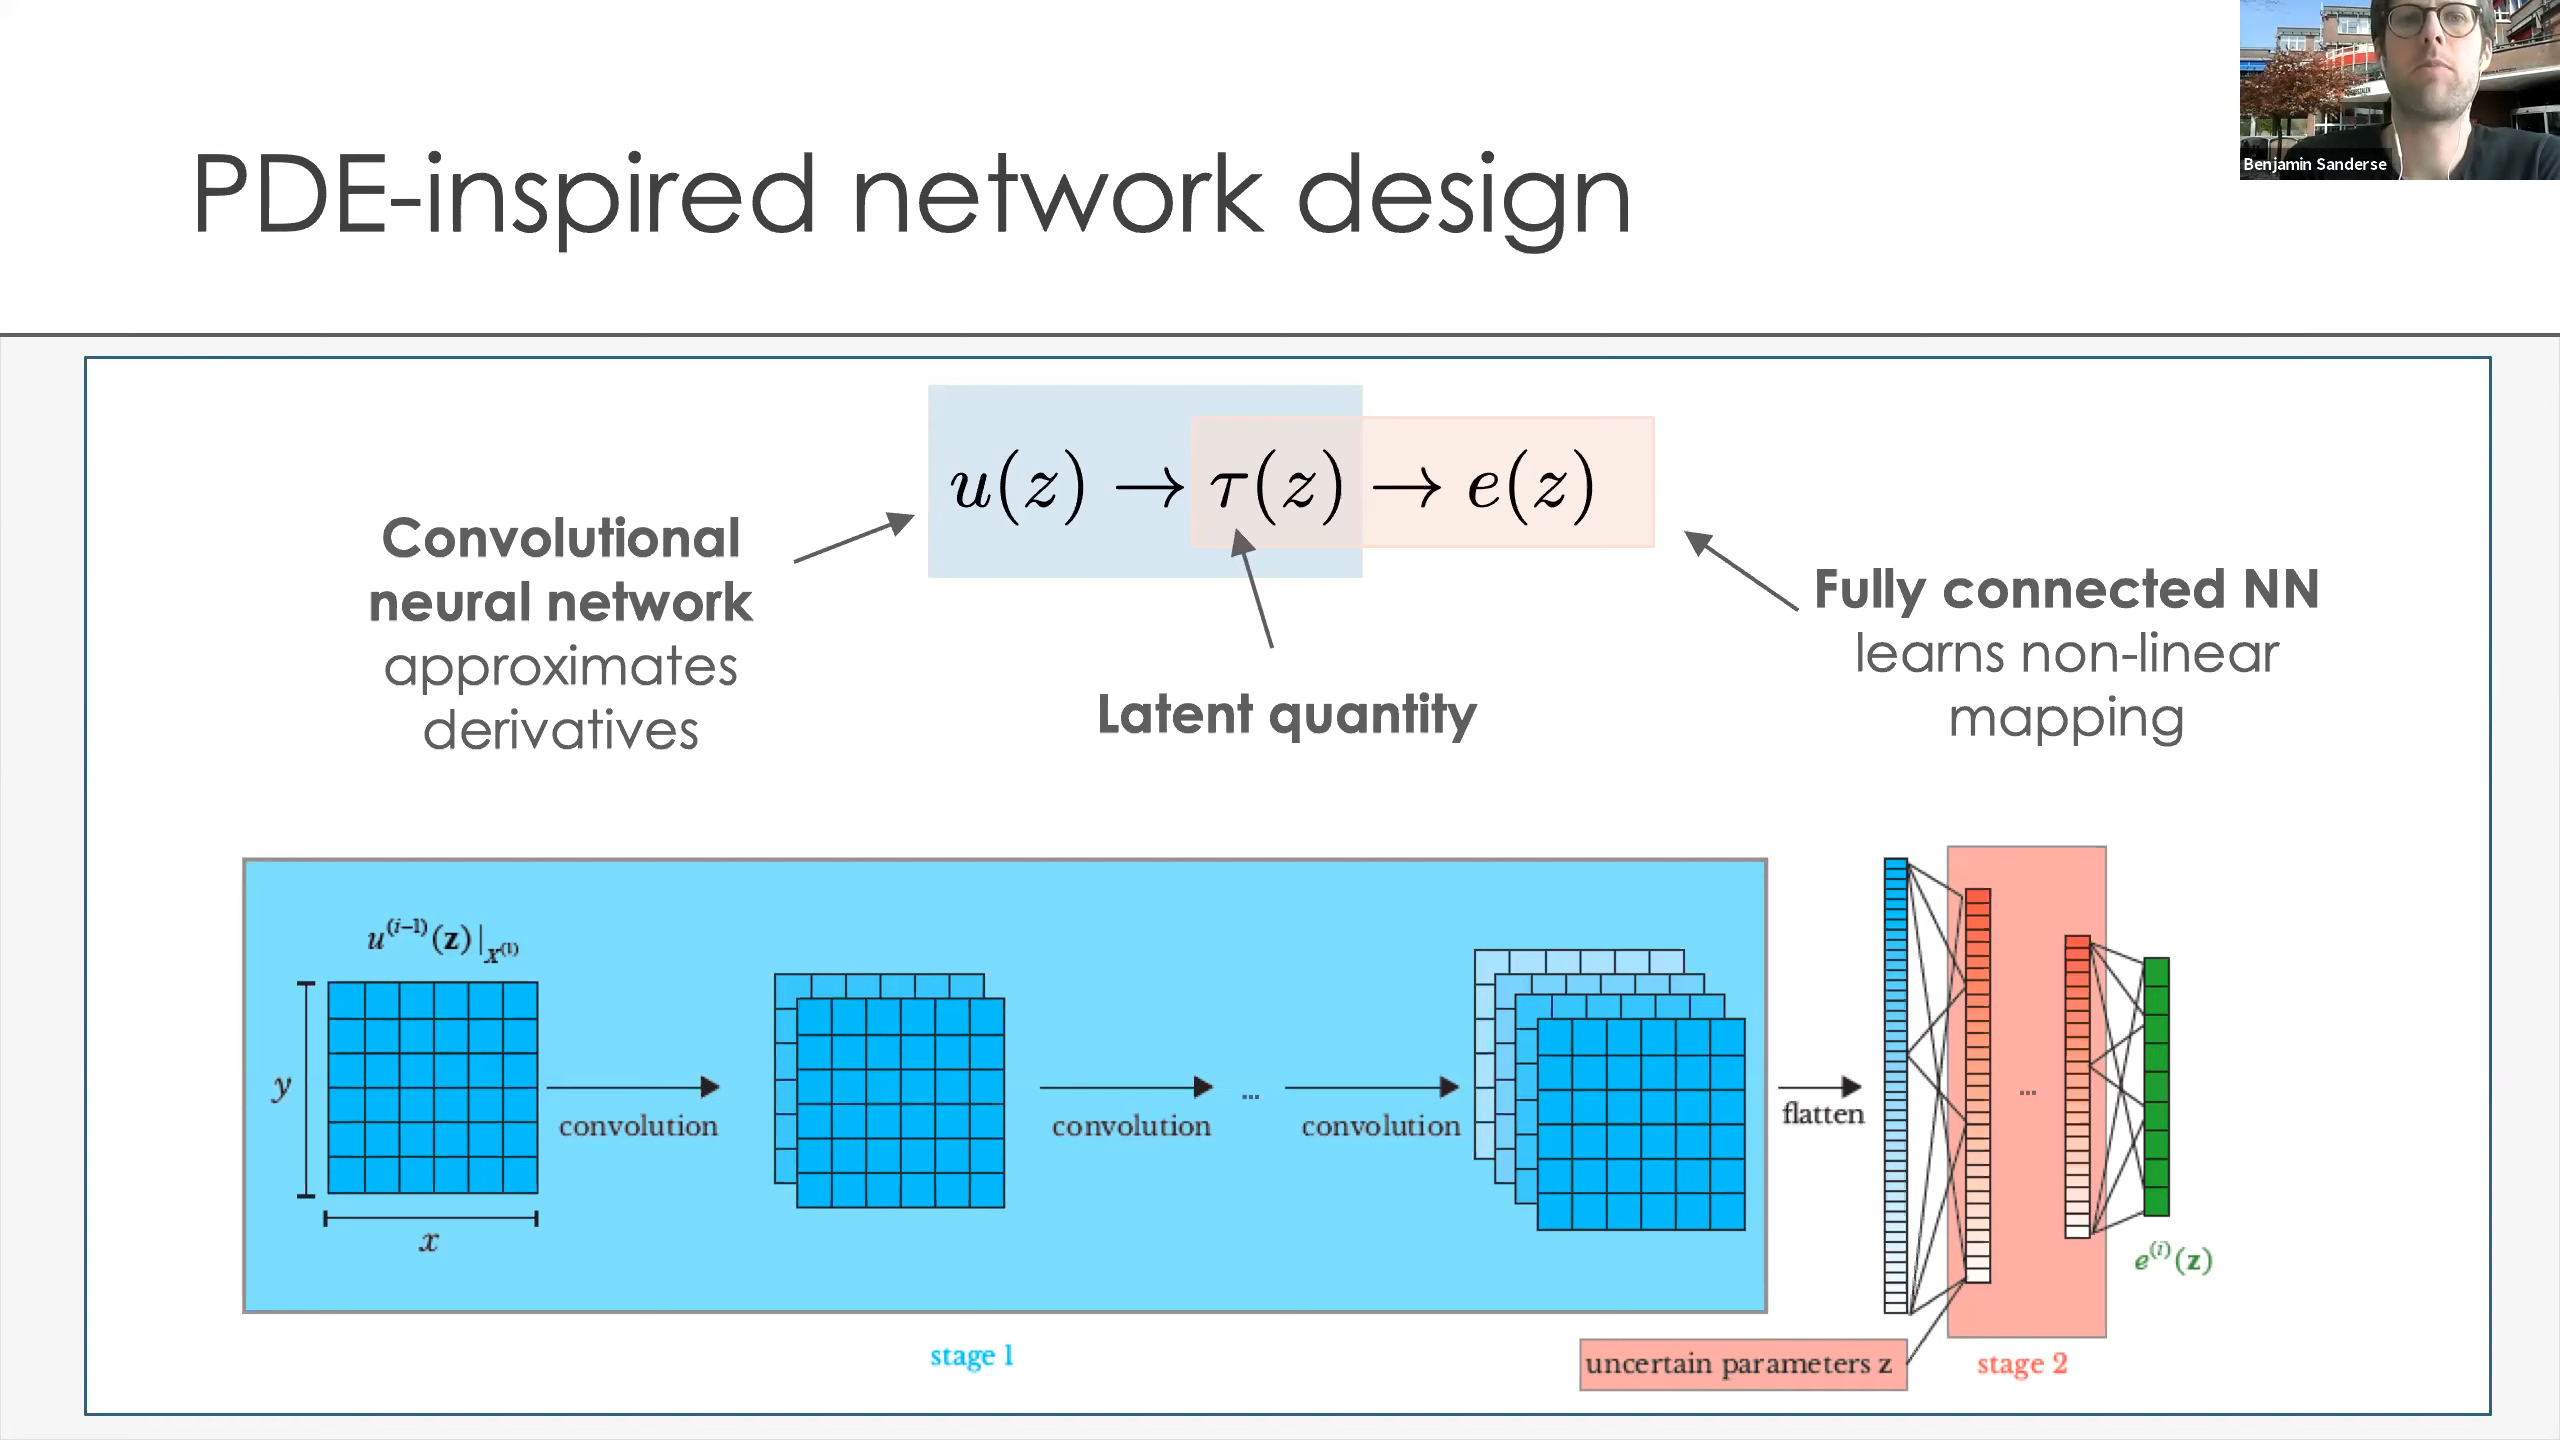 Benjamin Sanderse
PDE-inspired network design
u(z) → τ(z) → e(z)
Convolutional
neural network
approximates
derivatives
Latent quantity
Fully connected NN
learns non-linear
mapping
u^(i−1)(z)|_x^(1)
y
x
convolution
convolution
...
convolution
flatten
...
e^(i)(z)
stage 1
uncertain parameters z
stage 2